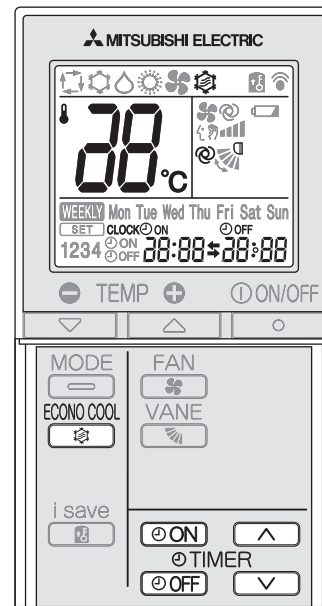 MITSUBISHI ELECTRIC
88 °C
WEEKLY Mon Tue Wed Thu Fri Sat Sun
SET CLOCK ON OFF
1234 ON OFF 88:88 88:88
TEMP ON/OFF
MODE FAN
ECONO COOL VANE
i save
ON
TIMER
OFF